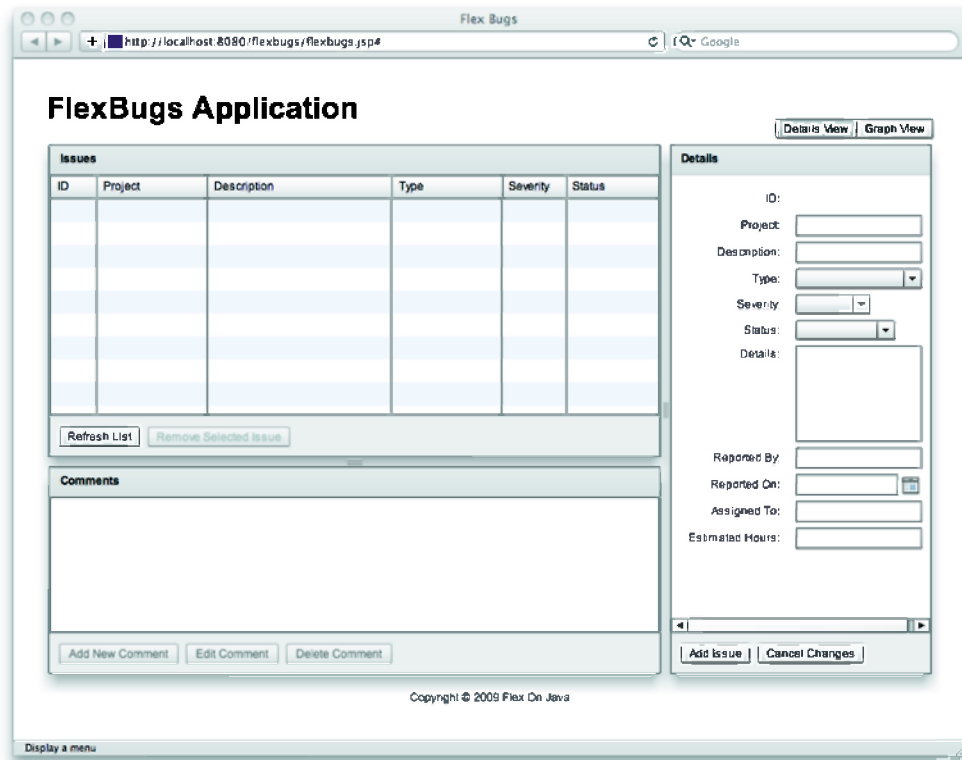 Flex Bugs
http://localhost:8080/flexbugs/flexbugs.jsp#
Google
FlexBugs Application
Details View Graph View
Issues
ID Project Description Type Severity Status
Refresh List Remove Selected Issue
Comments
Add New Comment Edit Comment Delete Comment
Details
ID:
Project:
Description:
Type:
Severity:
Status:
Details:
Reported By:
Reported On:
Assigned To:
Estimated Hours:
Add Issue Cancel Changes
Copyright © 2009 Flex On Java
Display a menu